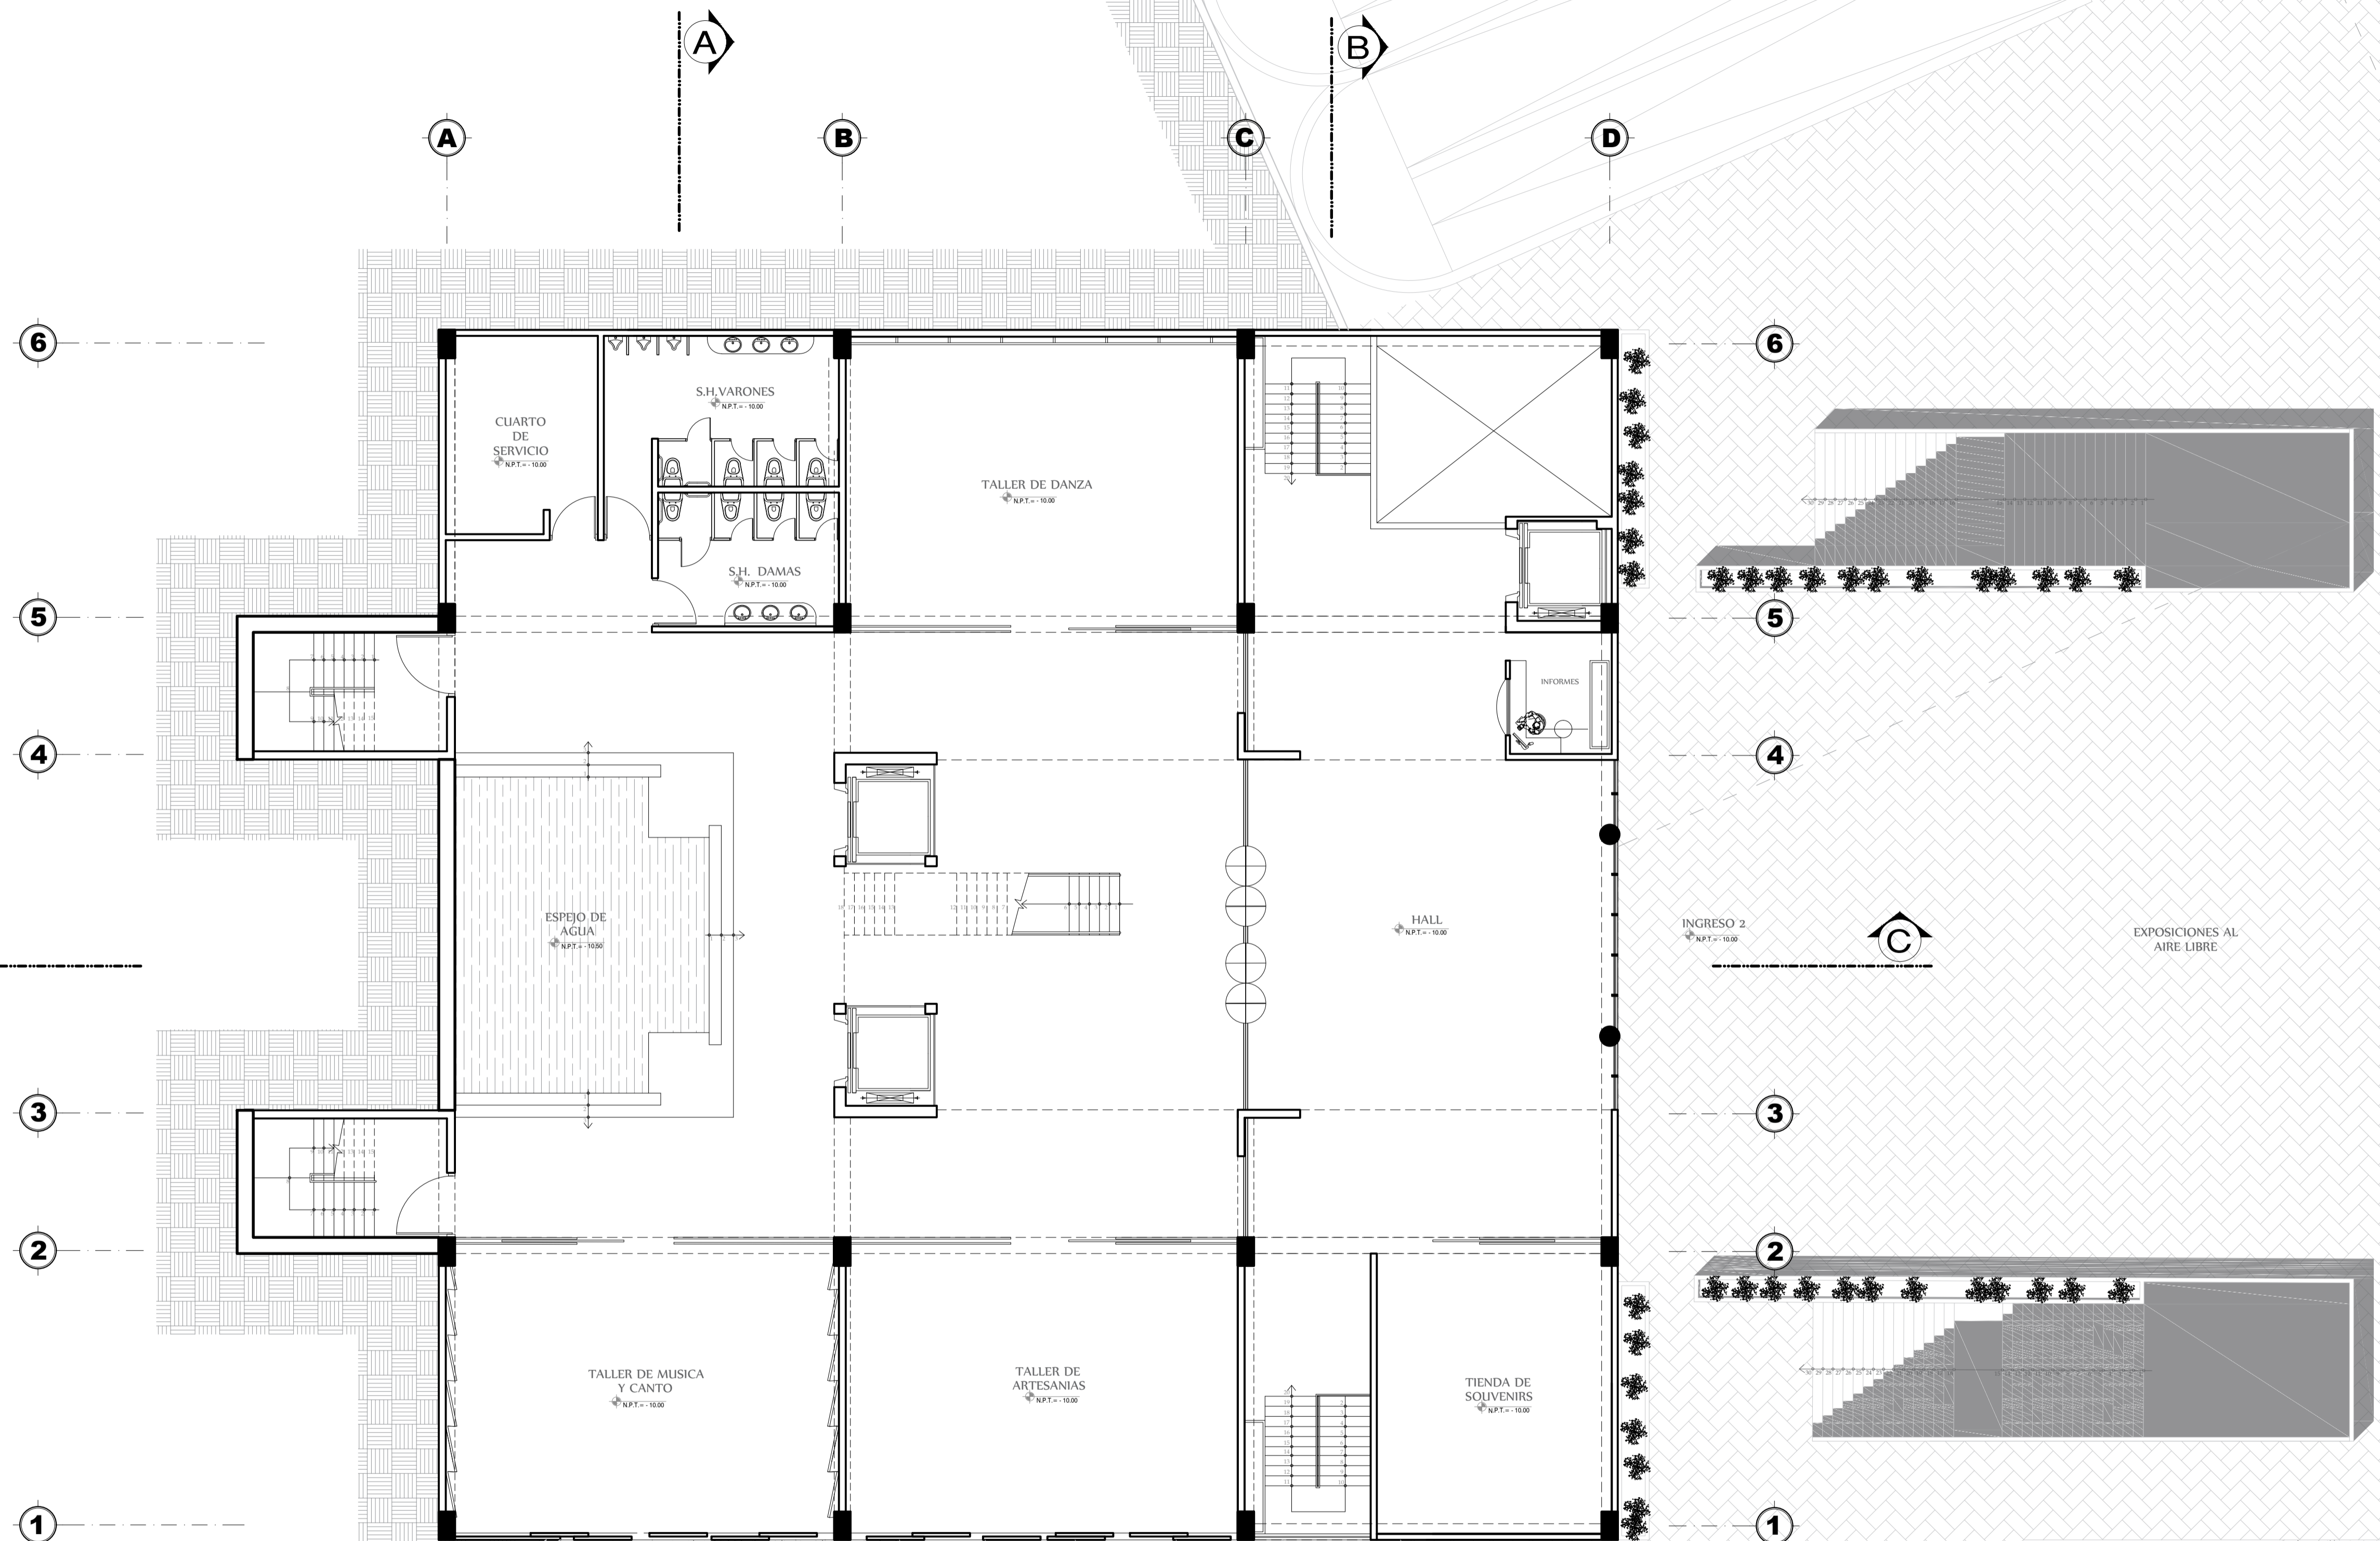 A
B
A
B
C
D
6
6
S.H. VARONES
N.P.T. = - 10.00
CUARTO
DE
SERVICIO
N.P.T. = - 10.00
TALLER DE DANZA
N.P.T. = - 10.00
S.H. DAMAS
N.P.T. = - 10.00
5
5
INFORMES
4
4
ESPEJO DE
AGUA
N.P.T. = - 10.50
HALL
N.P.T. = - 10.00
INGRESO 2
N.P.T. = - 10.00
C
EXPOSICIONES AL
AIRE LIBRE
3
3
2
2
TALLER DE MUSICA
Y CANTO
N.P.T. = - 10.00
TALLER DE
ARTESANIAS
N.P.T. = - 10.00
TIENDA DE
SOUVENIRS
N.P.T. = - 10.00
1
1